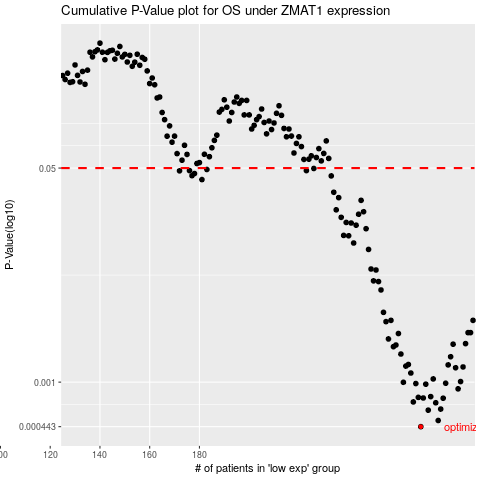 Cumulative P-Value plot for OS under ZMAT1 expression
P-Value(log10)
0.05
0.001
0.000443
optimiz
00 120 140 160 180
# of patients in 'low exp' group